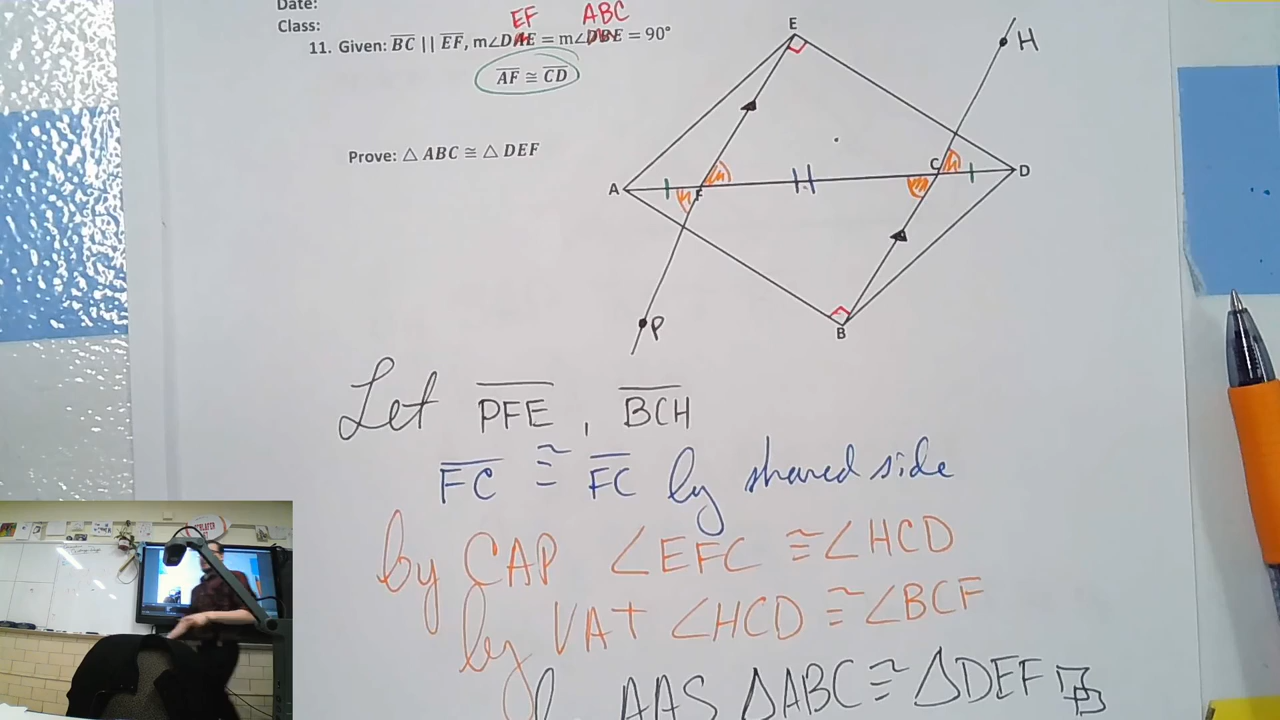 Date:
Class:
EF ABC
11. Given: BC || EF, m∠DAE = m∠DBE = 90°
AF ≅ CD
Prove: △ ABC ≅ △ DEF
E
H
A
F
C
D
P
B
Let PFE , BCH
FC ≅ FC by shared side
by CAP ∠EFC ≅ ∠HCD
by VAT ∠HCD ≅ ∠BCF
AAS △ABC ≅ △DEF